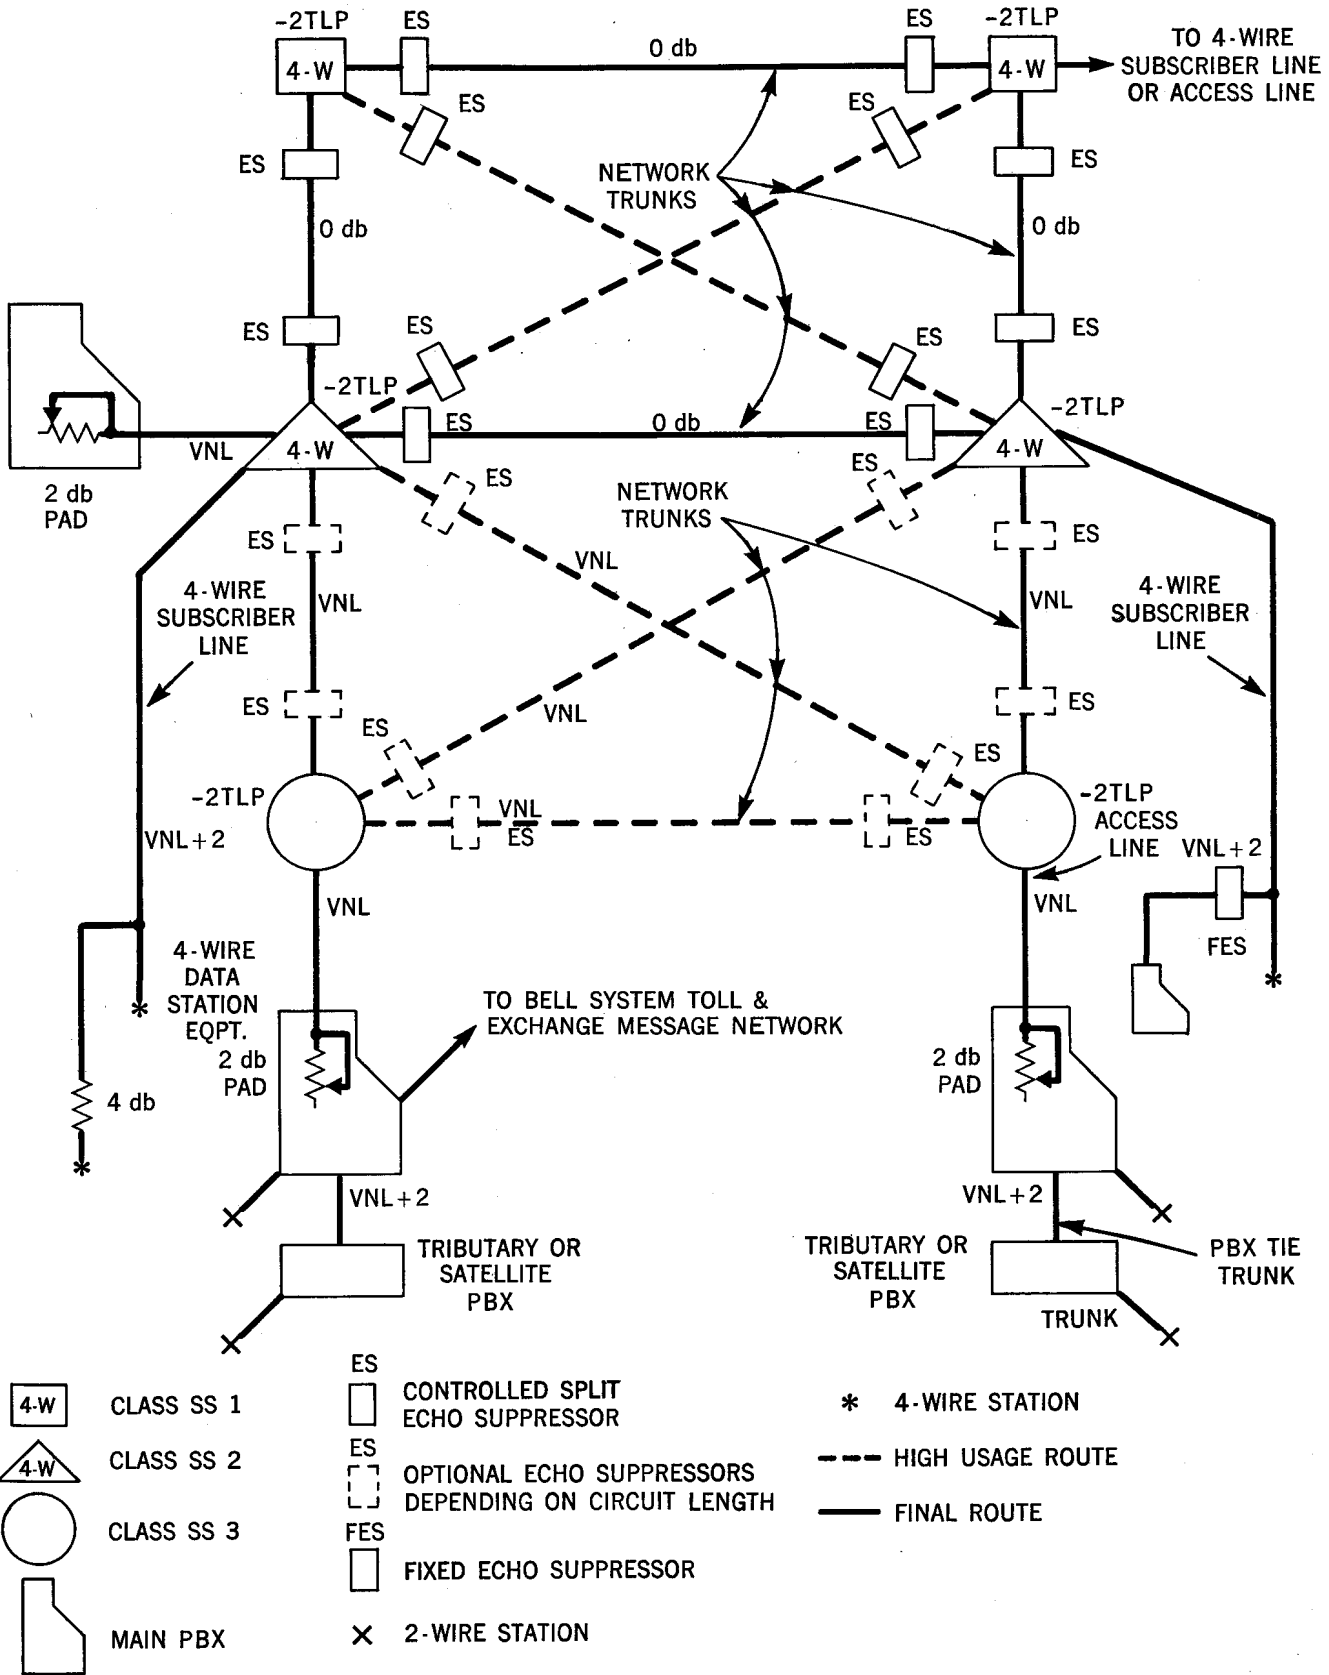 -2TLP
ES
ES
-2TLP
4-W
0 db
4-W
TO 4-WIRE
SUBSCRIBER LINE
OR ACCESS LINE
ES
ES
ES
NETWORK
TRUNKS
ES
0 db
0 db
ES
ES
ES
ES
-2TLP
-2TLP
4-W
VNL
ES
0 db
ES
4-W
2 db
PAD
ES
NETWORK
TRUNKS
ES
ES
ES
VNL
4-WIRE
SUBSCRIBER
LINE
VNL
VNL
4-WIRE
SUBSCRIBER
LINE
ES
ES
ES
VNL
ES
-2TLP
VNL
ES
ES
-2TLP
ACCESS
LINE
VNL+2
VNL+2
VNL
VNL
4-WIRE
DATA
STATION
EQPT.
FES
TO BELL SYSTEM TOLL &
EXCHANGE MESSAGE NETWORK
2 db
PAD
2 db
PAD
4 db
VNL+2
VNL+2
TRIBUTARY OR
SATELLITE
PBX
TRIBUTARY OR
SATELLITE
PBX
PBX TIE
TRUNK
TRUNK
4-W
CLASS SS 1
4-W
CLASS SS 2
CLASS SS 3
MAIN PBX
ES
CONTROLLED SPLIT
ECHO SUPPRESSOR
ES
OPTIONAL ECHO SUPPRESSORS
DEPENDING ON CIRCUIT LENGTH
FES
FIXED ECHO SUPPRESSOR
2-WIRE STATION
4-WIRE STATION
HIGH USAGE ROUTE
FINAL ROUTE